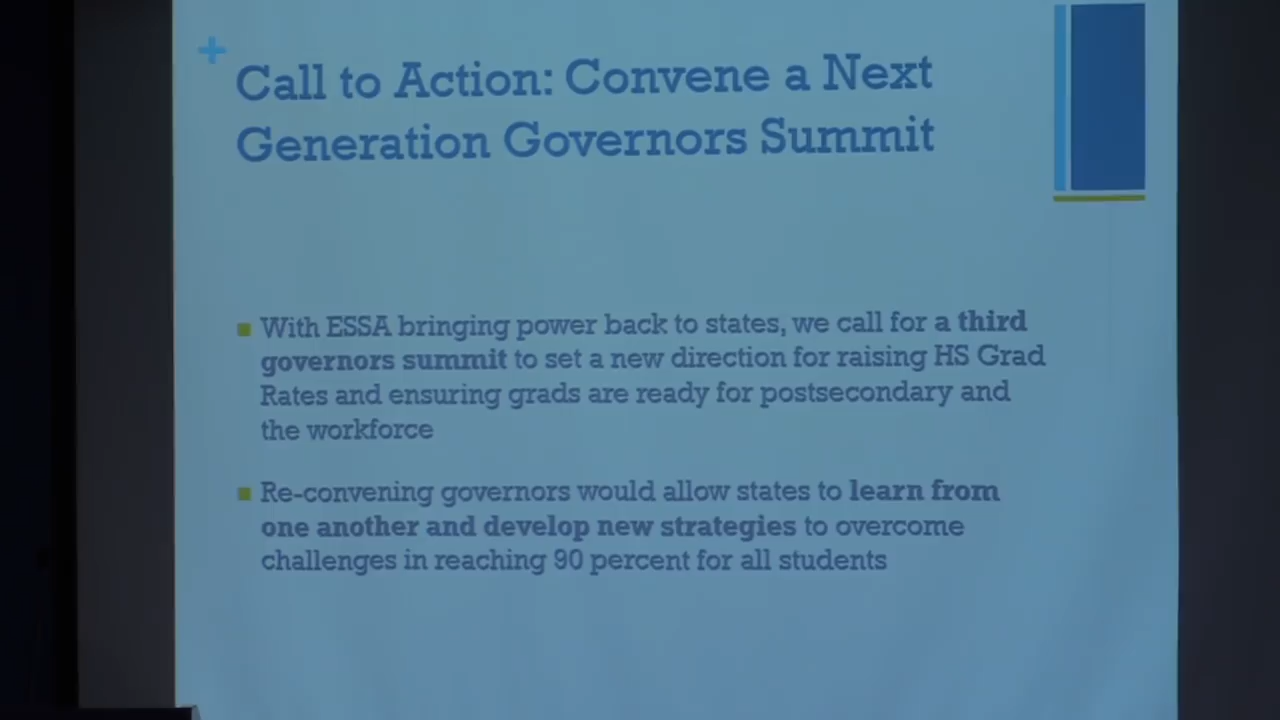 Call to Action: Convene a Next
Generation Governors Summit
With ESSA bringing power back to states, we call for a third
governors summit to set a new direction for raising HS Grad
Rates and ensuring grads are ready for postsecondary and
the workforce
Re-convening governors would allow states to learn from
one another and develop new strategies to overcome
challenges in reaching 90 percent for all students